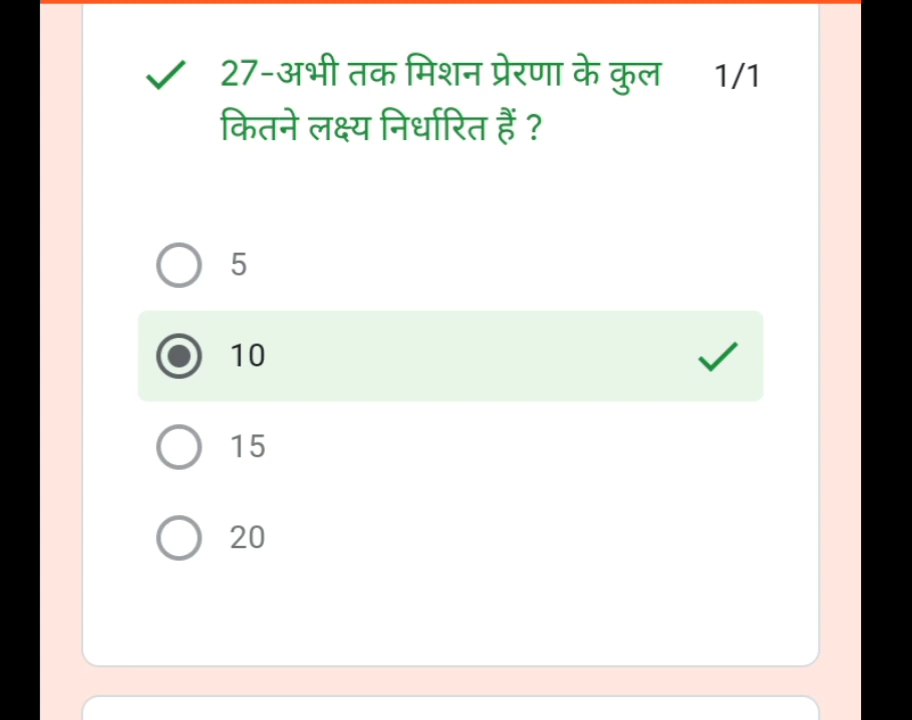 27-अभी तक मिशन प्रेरणा के कुल 1/1
कितने लक्ष्य निर्धारित हैं ?
5
10
15
20